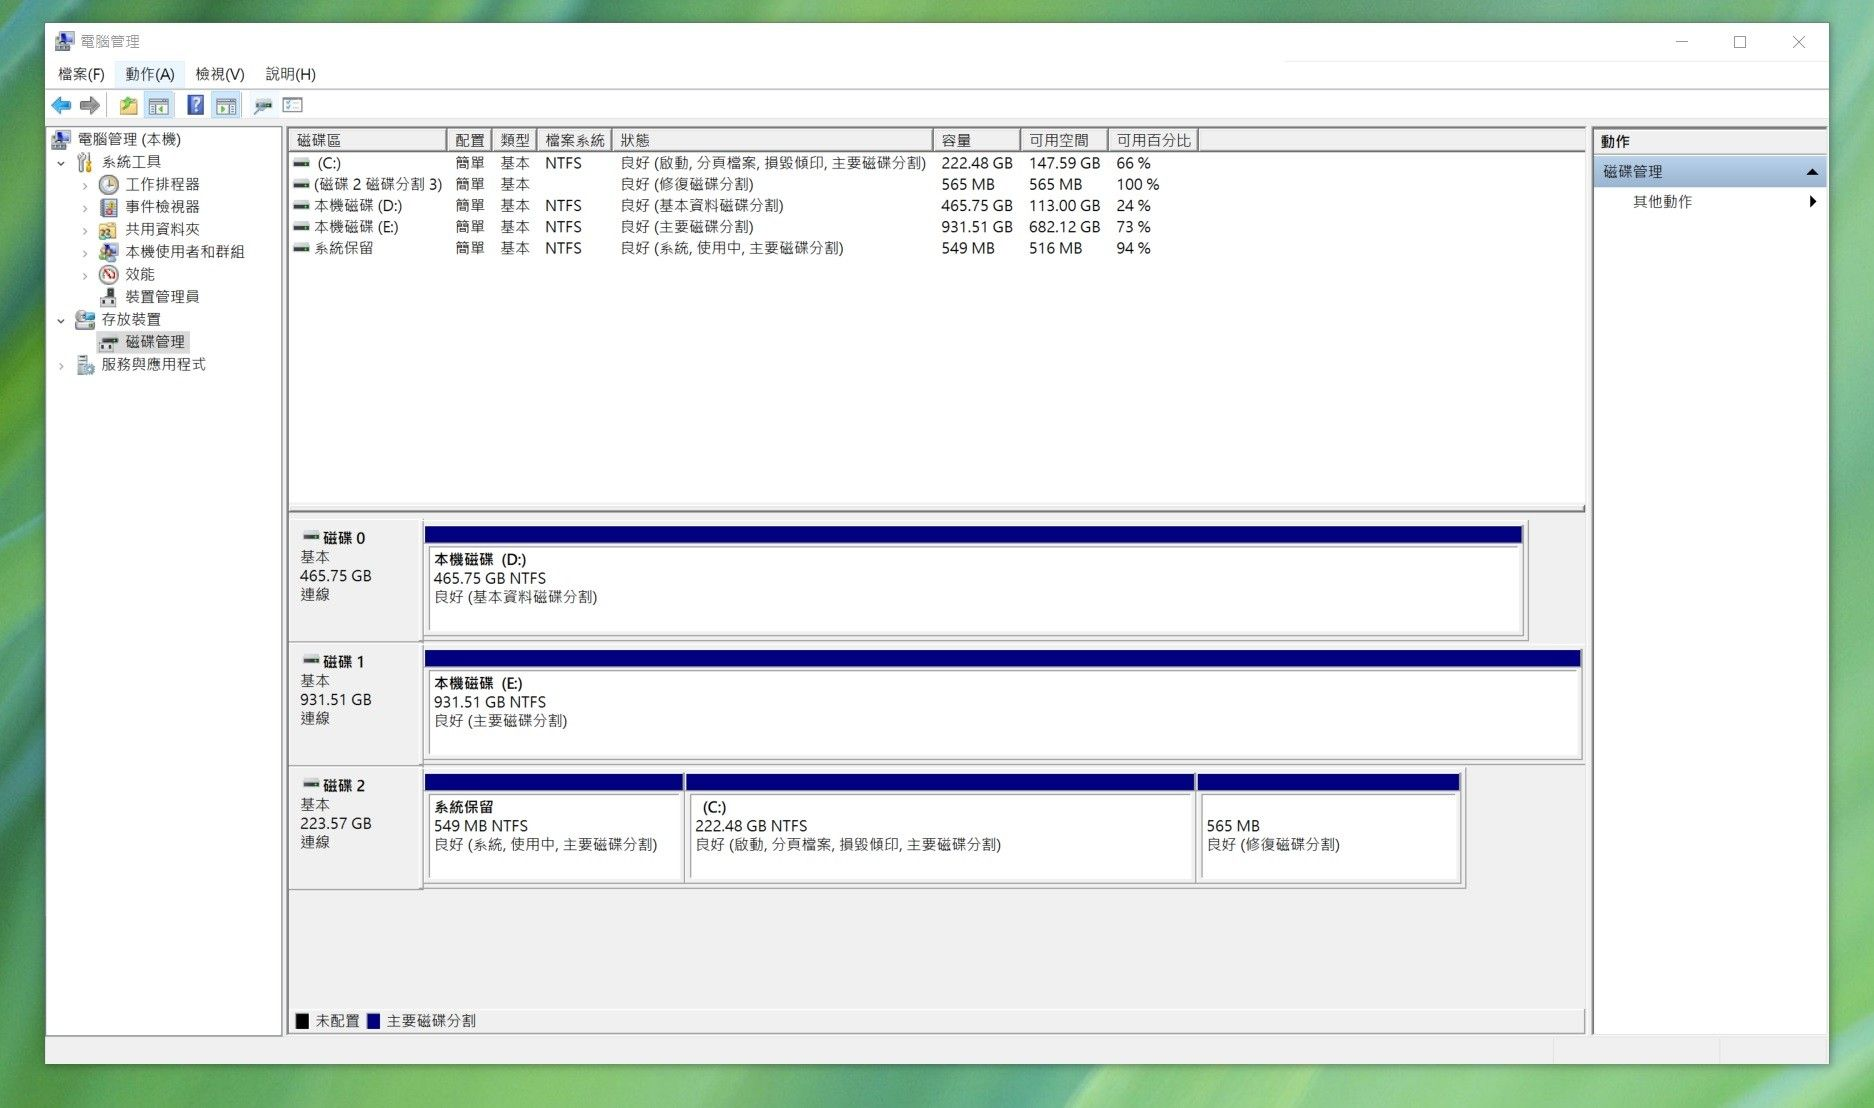 電腦管理
檔案(F) 動作(A) 檢視(V) 說明(H)
電腦管理 (本機)
系統工具
工作排程器
事件檢視器
共用資料夾
本機使用者和群組
效能
裝置管理員
存放裝置
磁碟管理
服務與應用程式
磁碟區 配置 類型 檔案系統 狀態 容量 可用空間 可用百分比
(C:) 簡單 基本 NTFS 良好 (啟動, 分頁檔案, 損毀傾印, 主要磁碟分割) 222.48 GB 147.59 GB 66 %
(磁碟 2 磁碟分割 3) 簡單 基本 良好 (修復磁碟分割) 565 MB 565 MB 100 %
本機磁碟 (D:) 簡單 基本 NTFS 良好 (基本資料磁碟分割) 465.75 GB 113.00 GB 24 %
本機磁碟 (E:) 簡單 基本 NTFS 良好 (主要磁碟分割) 931.51 GB 682.12 GB 73 %
系統保留 簡單 基本 NTFS 良好 (系統, 使用中, 主要磁碟分割) 549 MB 516 MB 94 %
磁碟 0
基本
465.75 GB
連線
本機磁碟 (D:)
465.75 GB NTFS
良好 (基本資料磁碟分割)
磁碟 1
基本
931.51 GB
連線
本機磁碟 (E:)
931.51 GB NTFS
良好 (主要磁碟分割)
磁碟 2
基本
223.57 GB
連線
系統保留
549 MB NTFS
良好 (系統, 使用中, 主要磁碟分割)
(C:)
222.48 GB NTFS
良好 (啟動, 分頁檔案, 損毀傾印, 主要磁碟分割)
565 MB
良好 (修復磁碟分割)
未配置 主要磁碟分割
動作
磁碟管理
其他動作